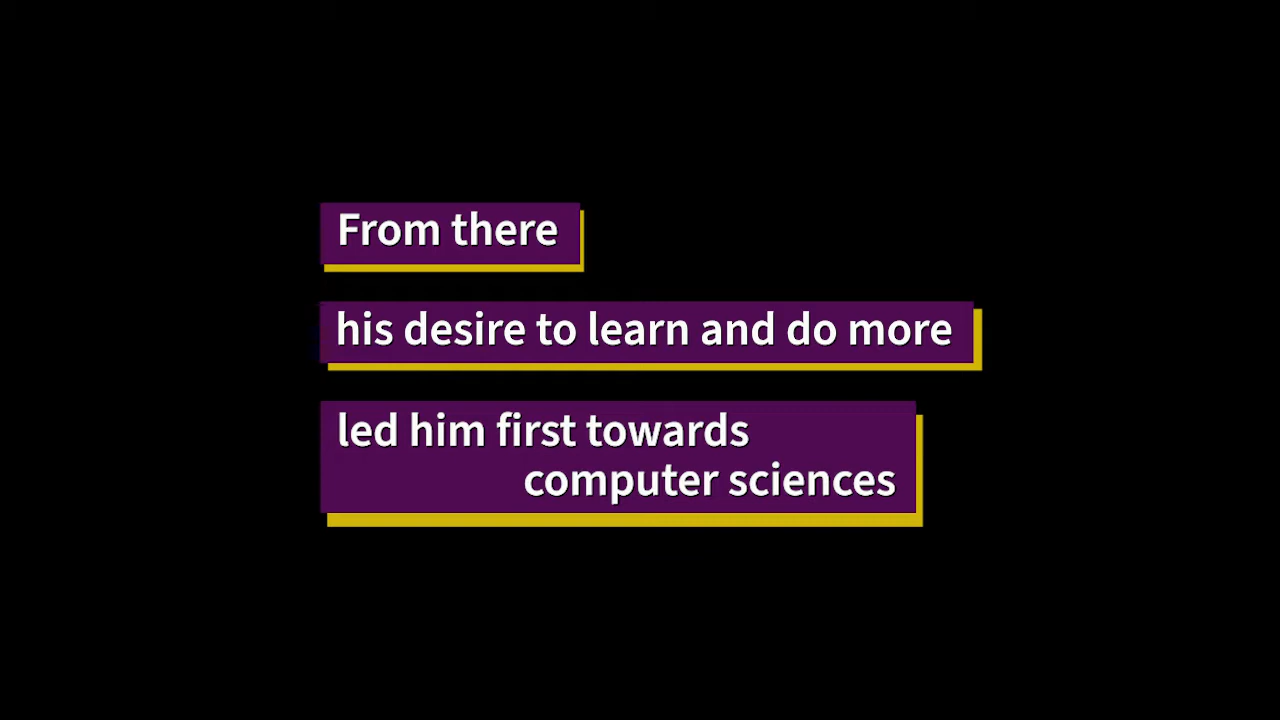 From there
his desire to learn and do more
led him first towards
computer sciences